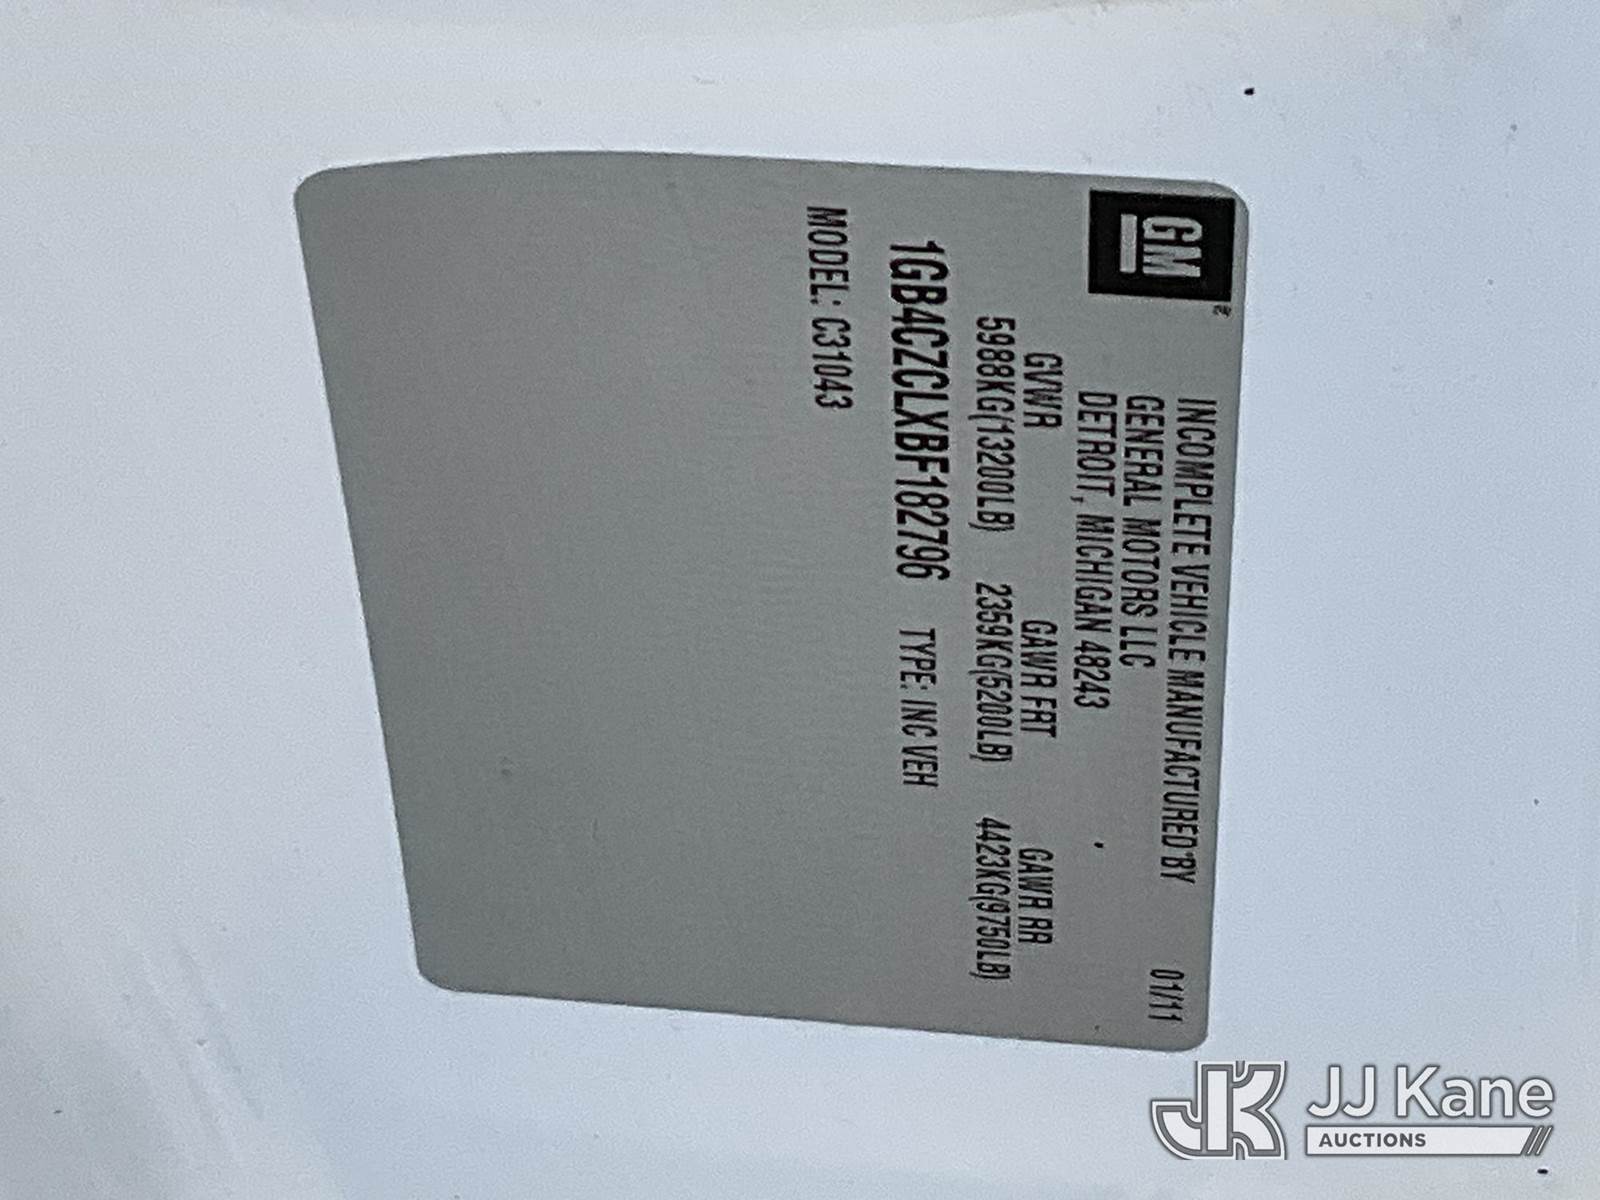 GM
INCOMPLETE VEHICLE MANUFACTURED BY 01/11
GENERAL MOTORS LLC
DETROIT, MICHIGAN 48243
GVWR GAWR FRT GAWR RR
5988KG(13200LB) 2359KG(5200LB) 4423KG(9750LB)
1GB4CZCLXBF182796 TYPE: INC VEH
MODEL: C31043
JK JJ Kane
AUCTIONS